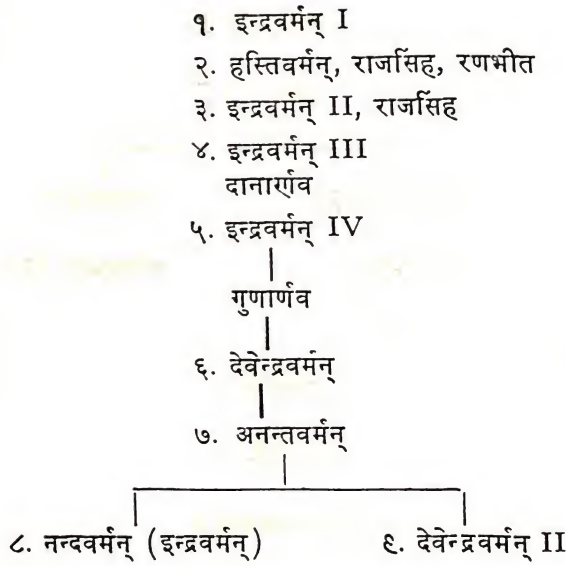 १. इन्द्रवर्मन् I
२. हस्तिवर्मन्, राजसिंह, रणभीत
३. इन्द्रवर्मन् II, राजसिंह
४. इन्द्रवर्मन् III
दानार्णव
५. इन्द्रवर्मन् IV
गुणार्णव
६. देवेन्द्रवर्मन्
७. अनन्तवर्मन्
८. नन्दवर्मन् (इन्द्रवर्मन्) ९. देवेन्द्रवर्मन् II